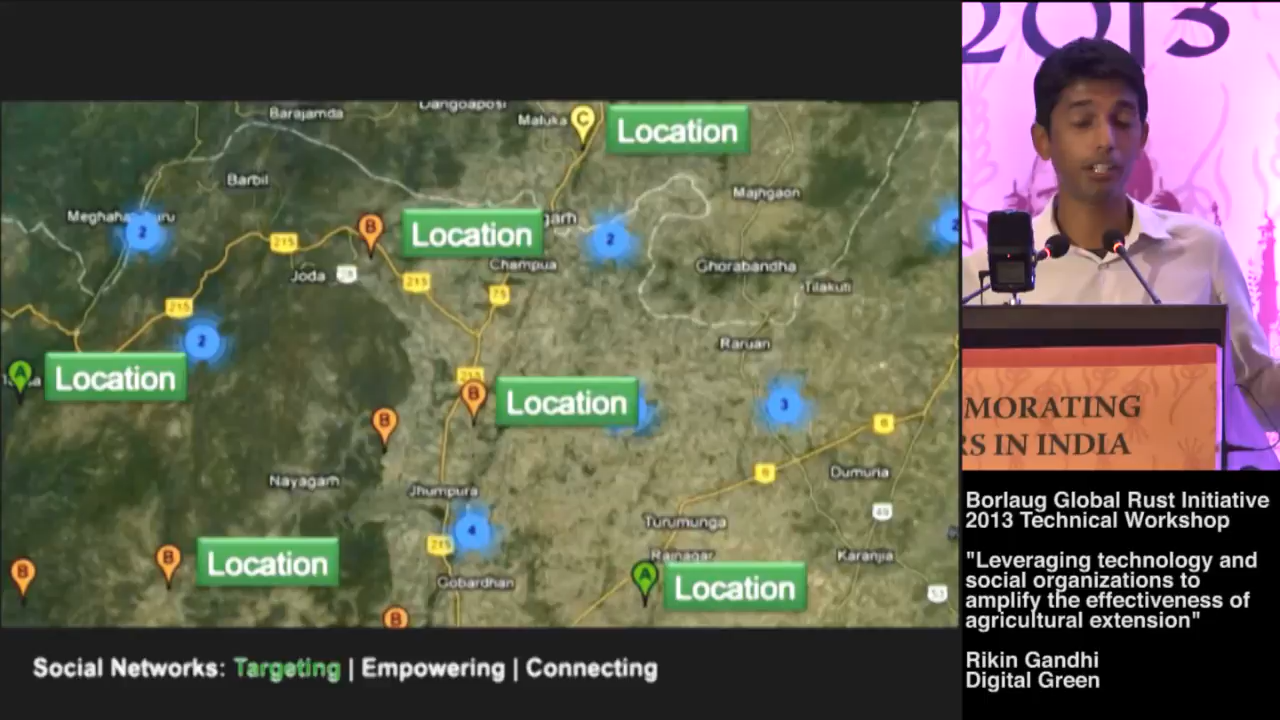 Dangoaposi
Barajamda
Maluka
C
Location
Barbil
Majhgaon
2
B
Location
2
215
Joda
215
Champua
Ghorabandha
75
Tilakuti
215
2
Raruan
A
Location
215
B
Location
3
B
6
6
Nayagarh
Jhumpura
Dumuria
49
Turumunga
4
215
Rajnagar
Karanjia
B
B
Location
Gobardhan
A
Location
B
Social Networks: Targeting | Empowering | Connecting
2013
MORATING
RS IN INDIA
Borlaug Global Rust Initiative
2013 Technical Workshop
"Leveraging technology and
social organizations to
amplify the effectiveness of
agricultural extension"
Rikin Gandhi
Digital Green